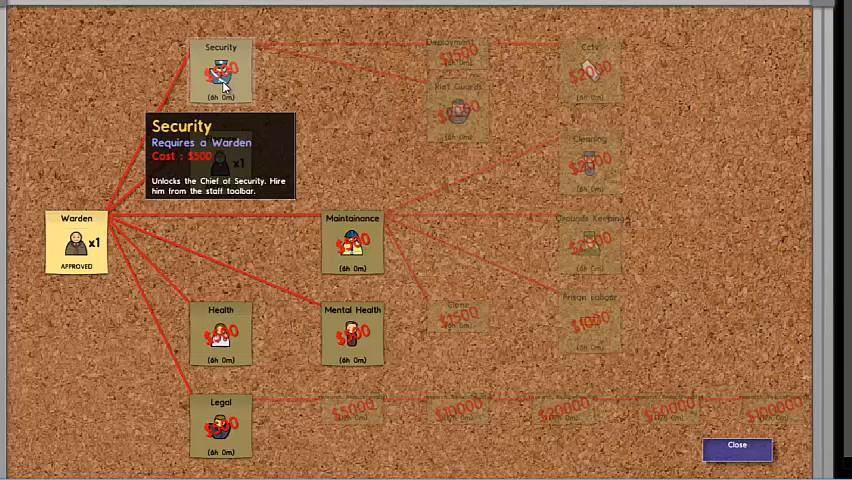 Security
$500
(6h 0m)
Deployment
$1500
(6h 0m)
Cctv
$2000
(6h 0m)
Riot Guards
Security
Requires a Warden
Cost : $500
Unlocks the Chief of Security. Hire
him from the staff toolbar.
x1
Cleaning
$2000
(6h 0m)
Warden
x1
APPROVED
Maintainance
$500
(6h 0m)
Grounds Keeping
$2000
(6h 0m)
Health
$500
(6h 0m)
Mental Health
$500
(6h 0m)
$1500
(6h 0m)
Prison Labour
$1000
Legal
$500
(6h 0m)
$5000
$10000
$20000
$50000
$100000
Close